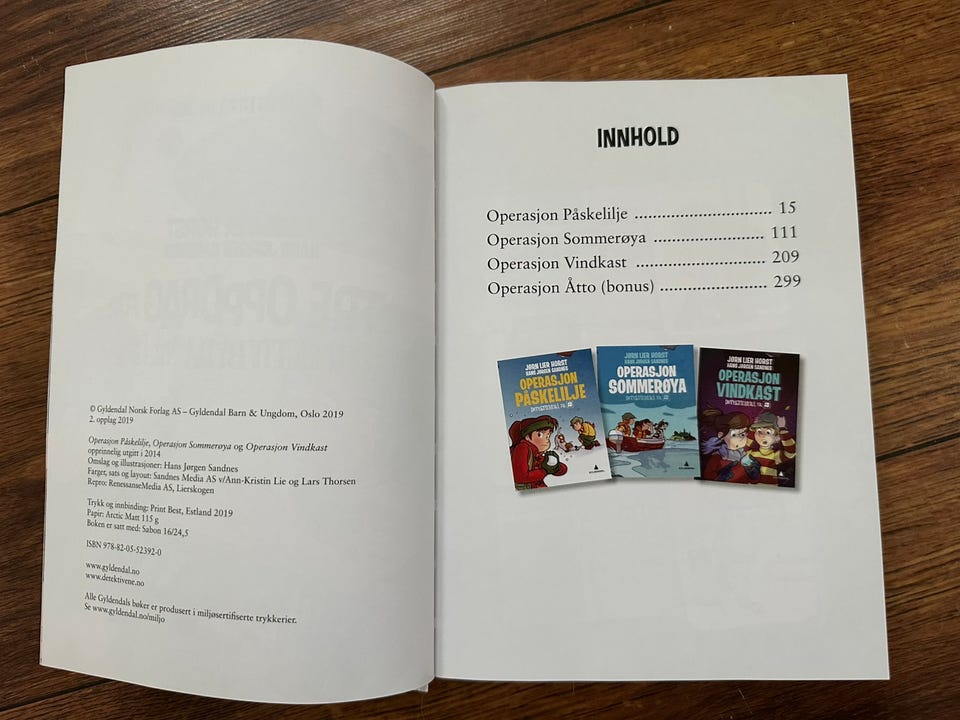 © Gyldendal Norsk Forlag AS – Gyldendal Barn & Ungdom, Oslo 2019
2. opplag 2019
Operasjon Påskelilje, Operasjon Sommerøya og Operasjon Vindkast
opprinnelig utgitt i 2014
Omslag og illustrasjoner: Hans Jørgen Sandnes
Farget, sats og layout: Sandnes Media AS v/Ann-Kristin Lie og Lars Thorsen
Repro: RenessanseMedia AS, Lierskogen
Trykk og innbinding: Print Best, Estland 2019
Papir: Arctic Matt 115 g
Boken er satt med: Sabon 16/24,5
ISBN 978-82-05-52392-0
www.gyldendal.no
www.detektivene.no
Alle Gyldendals bøker er produsert i miljøsertifiserte trykkerier.
Se www.gyldendal.no/miljo
INNHOLD
Operasjon Påskelilje ................................. 15
Operasjon Sommerøya .......................... 111
Operasjon Vindkast .............................. 209
Operasjon Åtto (bonus) ......................... 299
JØRN LIER HORST
HANS JØRGEN SANDNES
OPERASJON
PÅSKELILJE
JØRN LIER HORST
HANS JØRGEN SANDNES
OPERASJON
SOMMERØYA
JØRN LIER HORST
HANS JØRGEN SANDNES
OPERASJON
VINDKAST